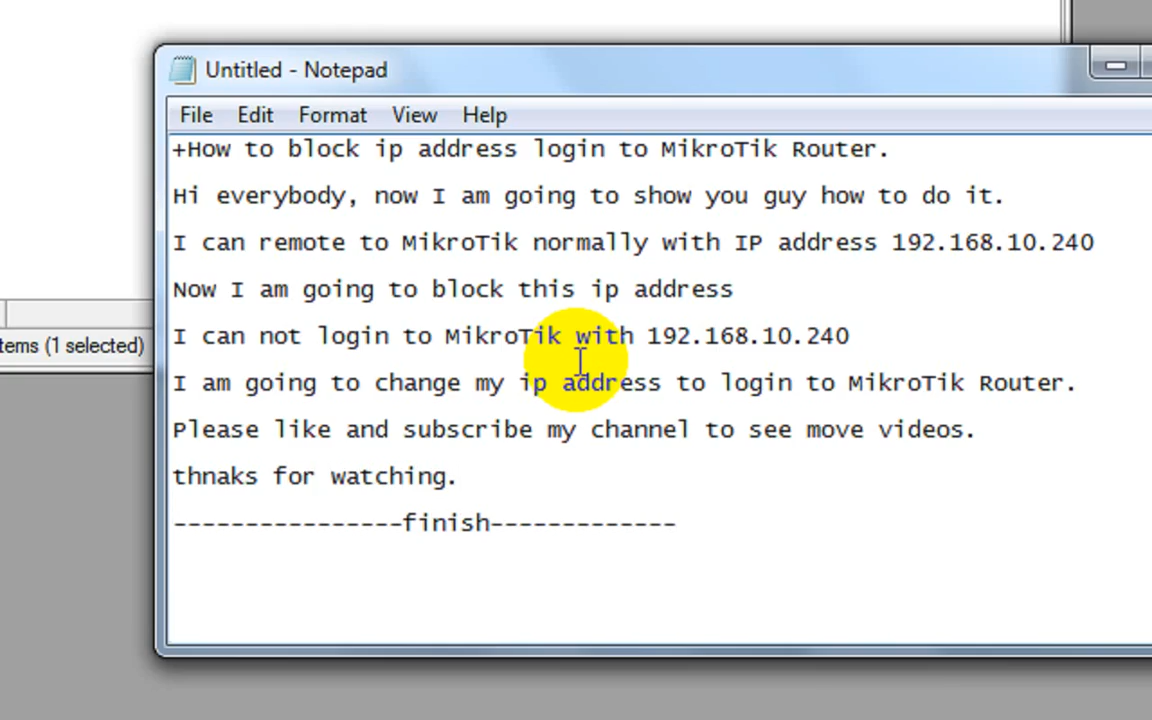 Untitled - Notepad
File Edit Format View Help
+How to block ip address login to MikroTik Router.
Hi everybody, now I am going to show you guy how to do it.
I can remote to MikroTik normally with IP address 192.168.10.240
Now I am going to block this ip address
I can not login to MikroTik with 192.168.10.240
tems (1 selected)
I am going to change my ip address to login to MikroTik Router.
Please like and subscribe my channel to see move videos.
thnaks for watching.
----------------finish-------------